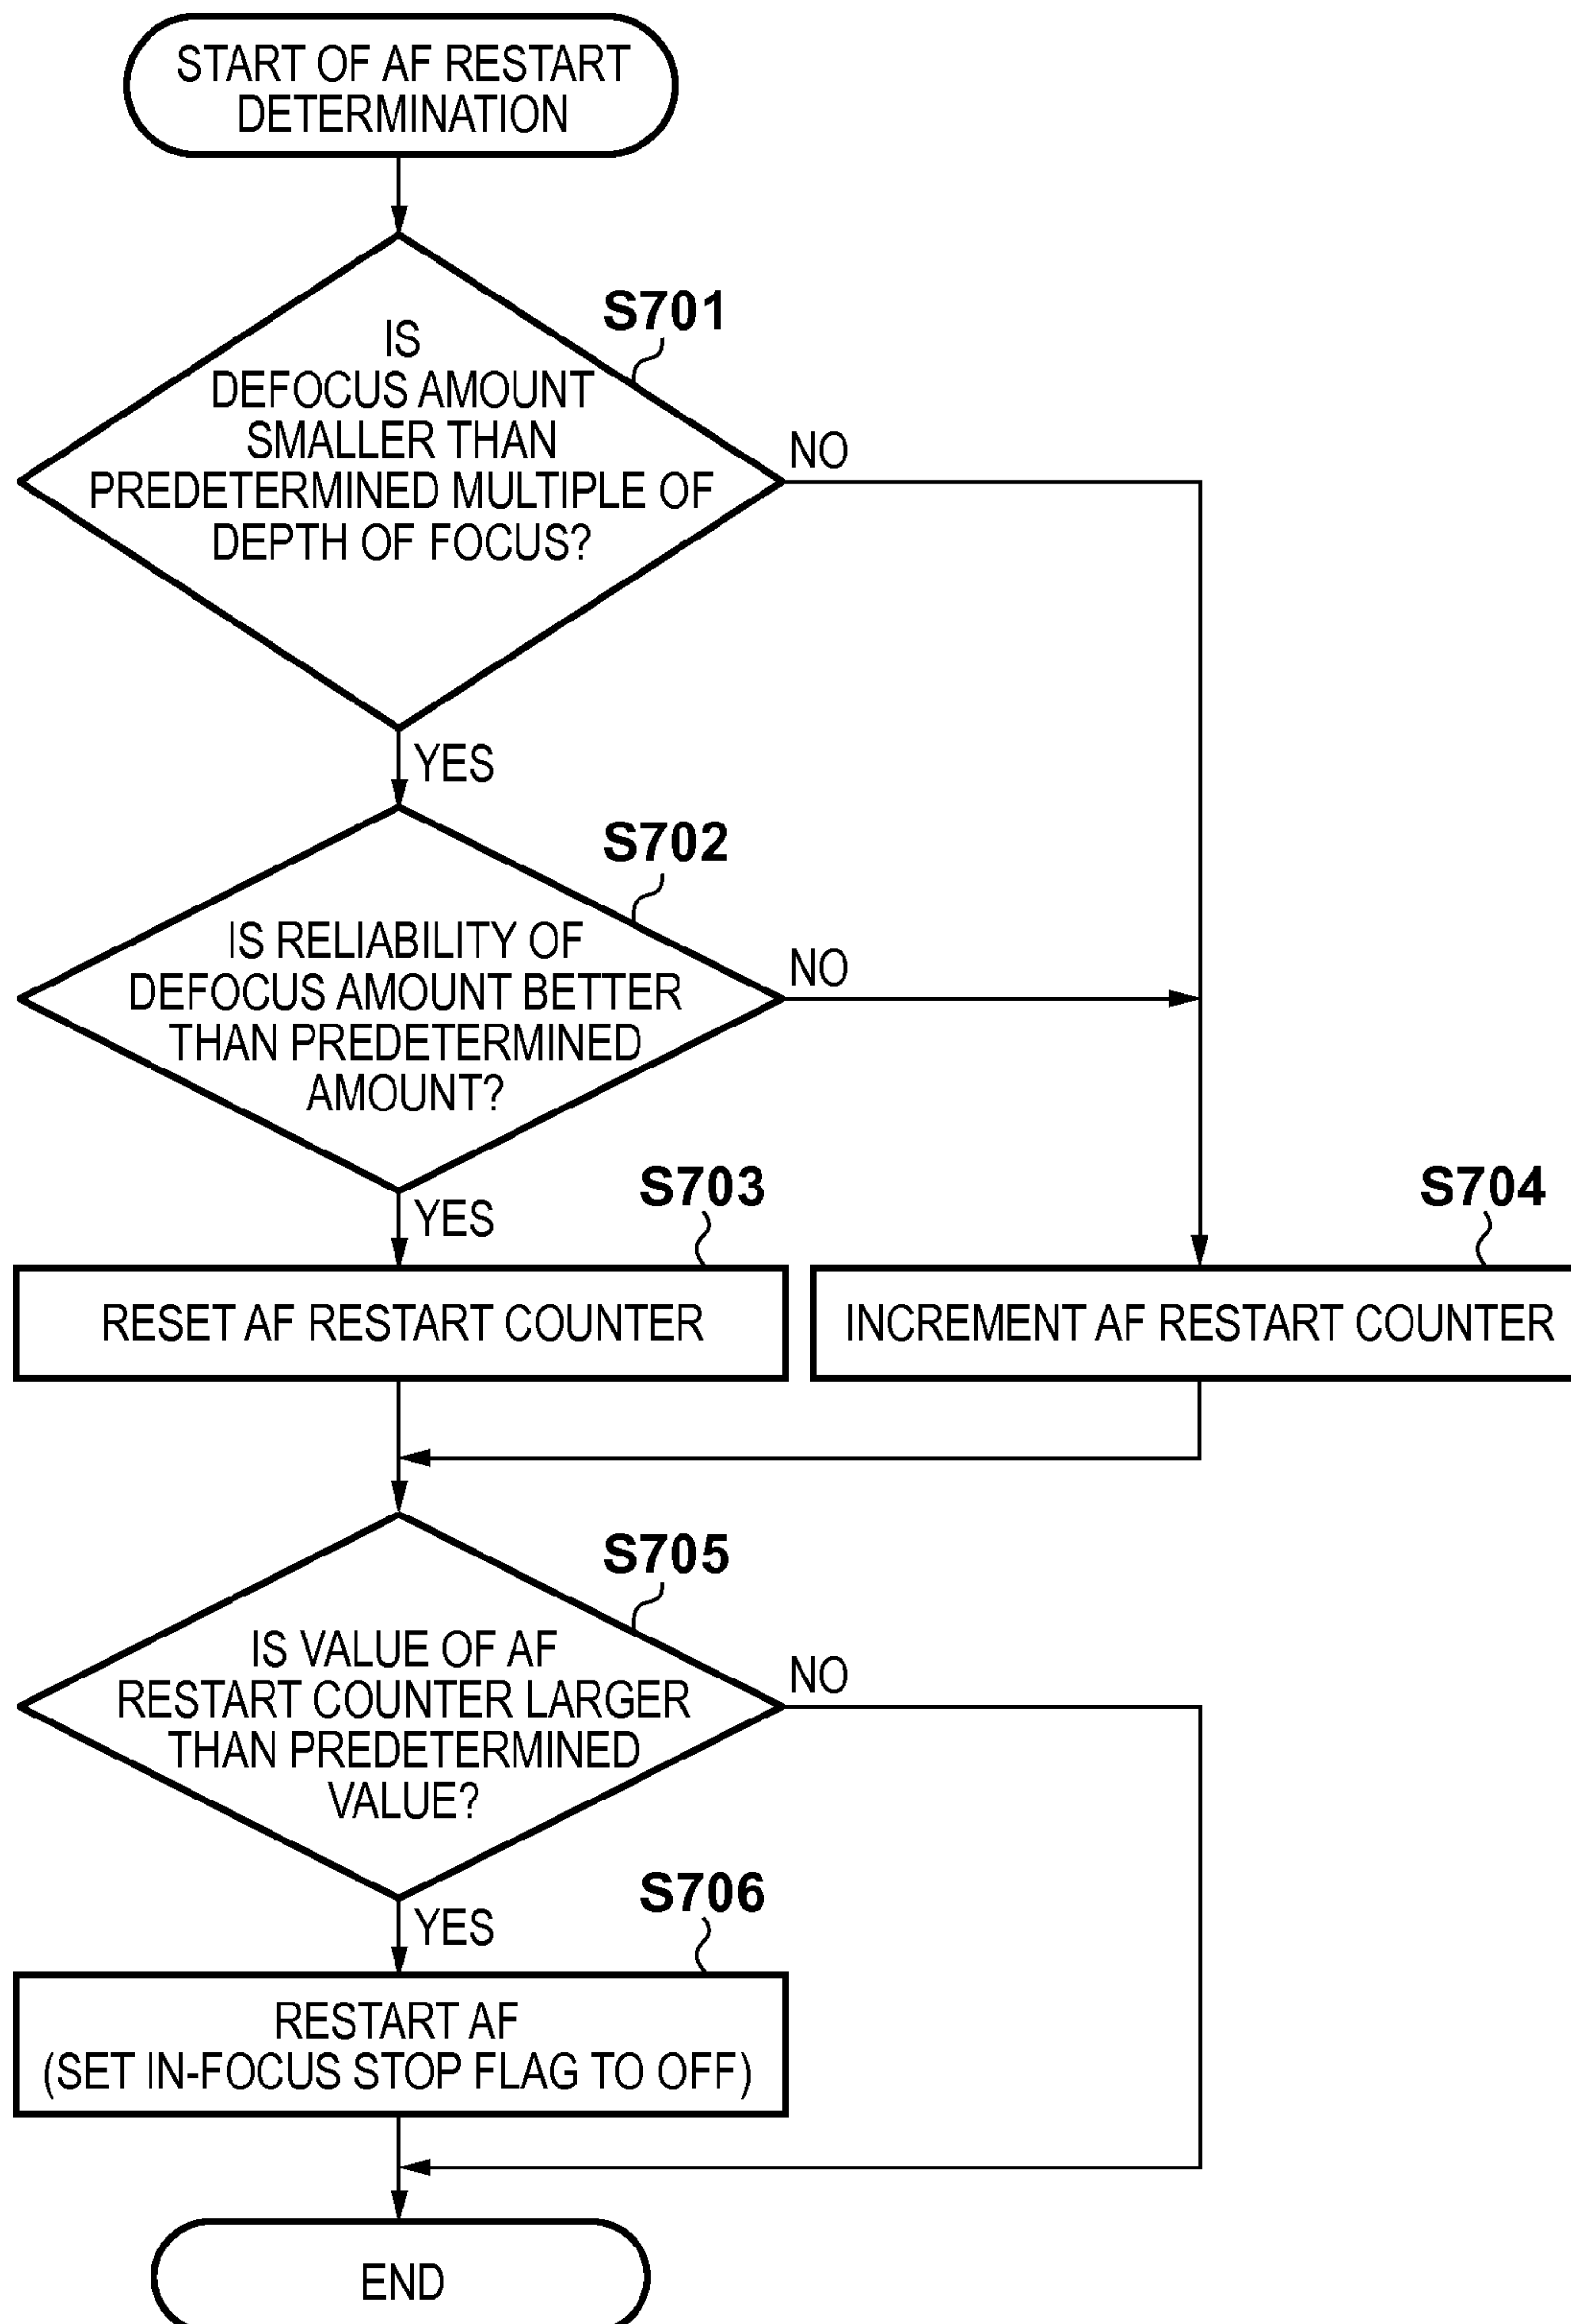 START OF AF RESTART
DETERMINATION
S701
IS
DEFOCUS AMOUNT
SMALLER THAN
PREDETERMINED MULTIPLE OF
DEPTH OF FOCUS?
NO
YES
S702
IS RELIABILITY OF
DEFOCUS AMOUNT BETTER
THAN PREDETERMINED
AMOUNT?
NO
YES
S703
RESET AF RESTART COUNTER
S704
INCREMENT AF RESTART COUNTER
S705
IS VALUE OF AF
RESTART COUNTER LARGER
THAN PREDETERMINED
VALUE?
NO
YES
S706
RESTART AF
(SET IN-FOCUS STOP FLAG TO OFF)
END